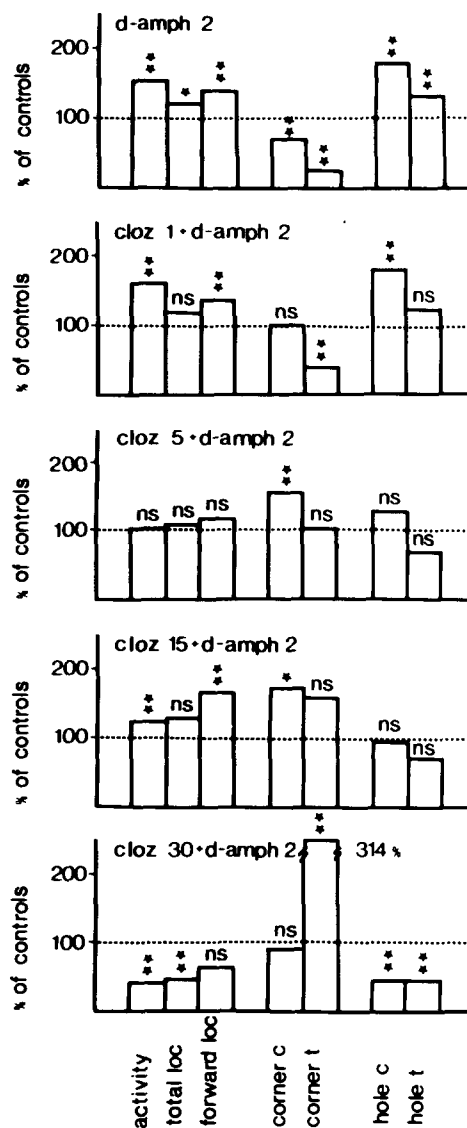 d-amph 2
% of controls
200
100
** * **
** **
** **
cloz 1+d-amph 2
% of controls
200
100
** ns **
ns **
** ns
cloz 5+d-amph 2
% of controls
200
100
ns ns ns
** ns
ns ns
cloz 15+d-amph 2
% of controls
200
100
** ns **
* ns
ns ns
cloz 30+d-amph 2
314 %
% of controls
200
100
** ** ns
ns **
** **
activity
total loc
forward loc
corner c
corner t
hole c
hole t